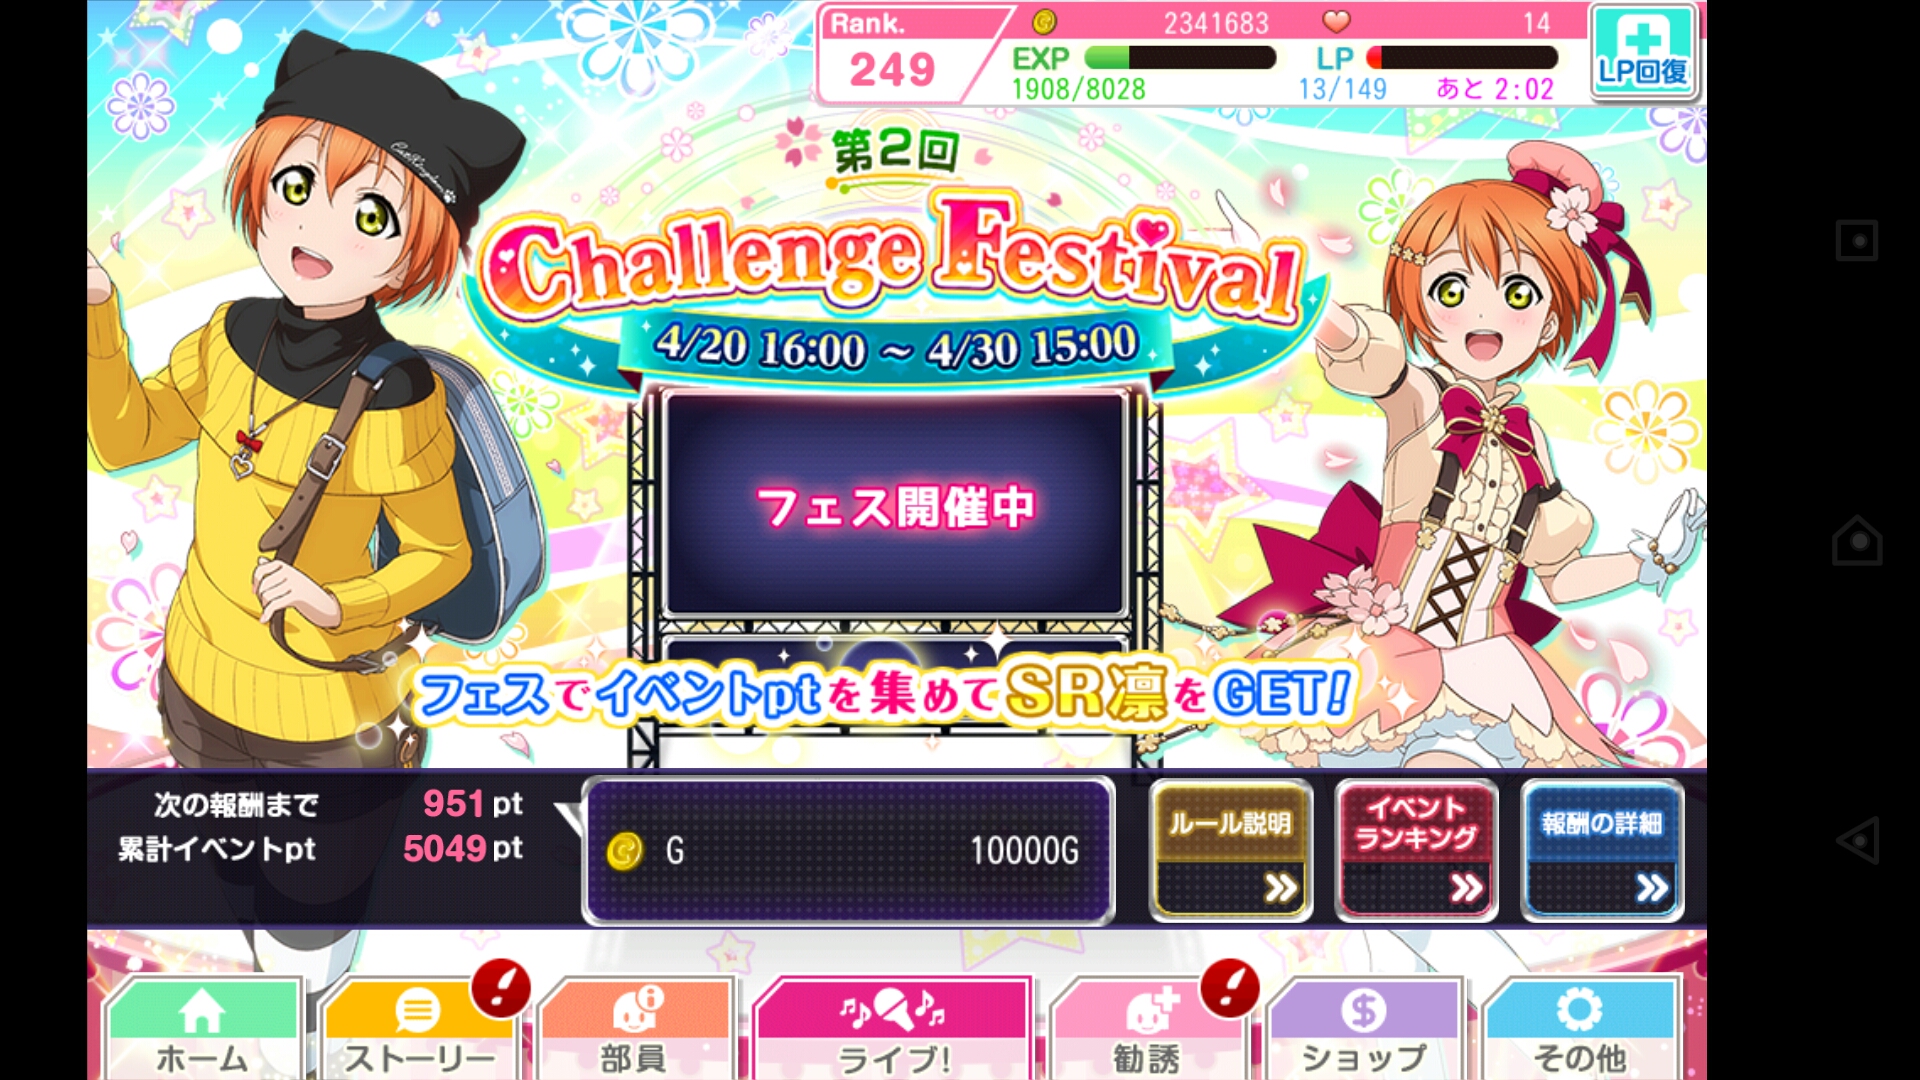 Rank.
249
2341683
14
EXP
1908/8028
LP
13/149
あと 2:02
LP回復
第2回
Challenge Festival
4/20 16:00 ~ 4/30 15:00
フェス開催中
フェスでイベントptを集めてSR凛をGET!
次の報酬まで 951 pt
累計イベントpt 5049 pt
G 10000G
ルール説明
イベント
ランキング
報酬の詳細
ホーム
ストーリー
部員
ライブ!
勧誘
ショップ
その他